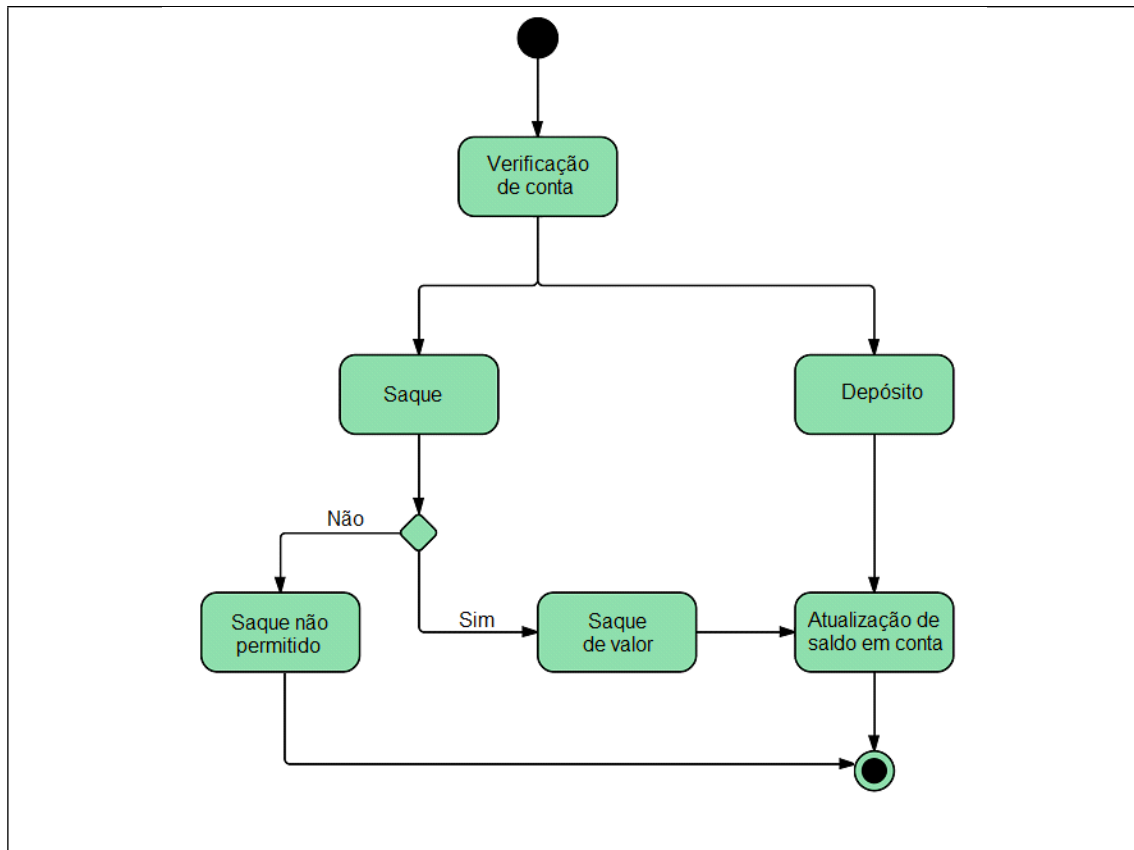 Verificação
de conta
Saque
Depósito
Não
Sim
Saque não
permitido
Saque
de valor
Atualização de
saldo em conta